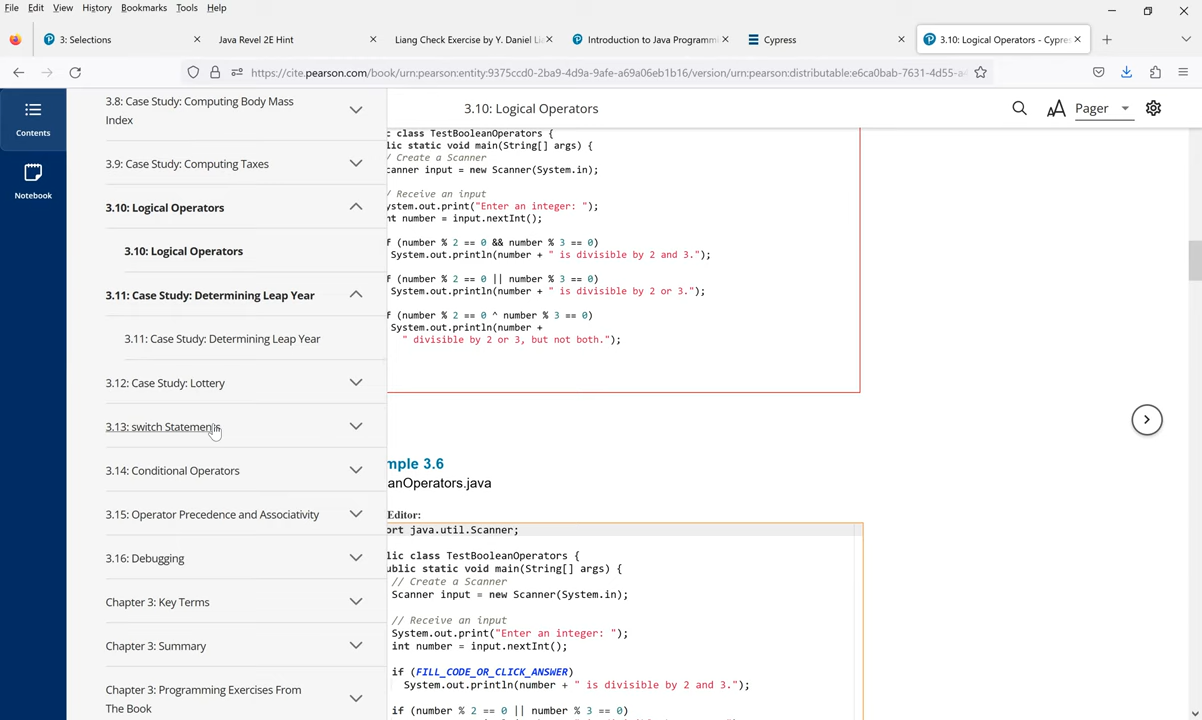 File Edit View History Bookmarks Tools Help
3: Selections
Java Revel 2E Hint
Liang Check Exercise by Y. Daniel
Introduction to Java Programm
Cypress
3.10: Logical Operators - Cypre
https://cite.pearson.com/book/urn:pearson:entity:9375ccd0-2ba9-4d9a-9afe-a69a06eb1b16/version/urn:pearson:distributable:e6ca0bab-7631-4d55-a
Contents
Notebook
3.8: Case Study: Computing Body Mass
Index
3.9: Case Study: Computing Taxes
3.10: Logical Operators
3.10: Logical Operators
3.11: Case Study: Determining Leap Year
3.11: Case Study: Determining Leap Year
3.12: Case Study: Lottery
3.13: switch Statements
3.14: Conditional Operators
3.15: Operator Precedence and Associativity
3.16: Debugging
Chapter 3: Key Terms
Chapter 3: Summary
Chapter 3: Programming Exercises From
The Book
3.10: Logical Operators
AA Pager
c class TestBooleanOperators {
lic static void main(String[] args) {
/ Create a Scanner
canner input = new Scanner(System.in);
/ Receive an input
ystem.out.print("Enter an integer: ");
nt number = input.nextInt();
f (number % 2 == 0 && number % 3 == 0)
System.out.println(number + " is divisible by 2 and 3.");
f (number % 2 == 0 || number % 3 == 0)
System.out.println(number + " is divisible by 2 or 3.");
f (number % 2 == 0 ^ number % 3 == 0)
System.out.println(number +
" divisible by 2 or 3, but not both.");
mple 3.6
anOperators.java
Editor:
ort java.util.Scanner;
lic class TestBooleanOperators {
ublic static void main(String[] args) {
// Create a Scanner
Scanner input = new Scanner(System.in);
// Receive an input
System.out.print("Enter an integer: ");
int number = input.nextInt();
if (FILL_CODE_OR_CLICK_ANSWER)
System.out.println(number + " is divisible by 2 and 3.");
if (number % 2 == 0 || number % 3 == 0)